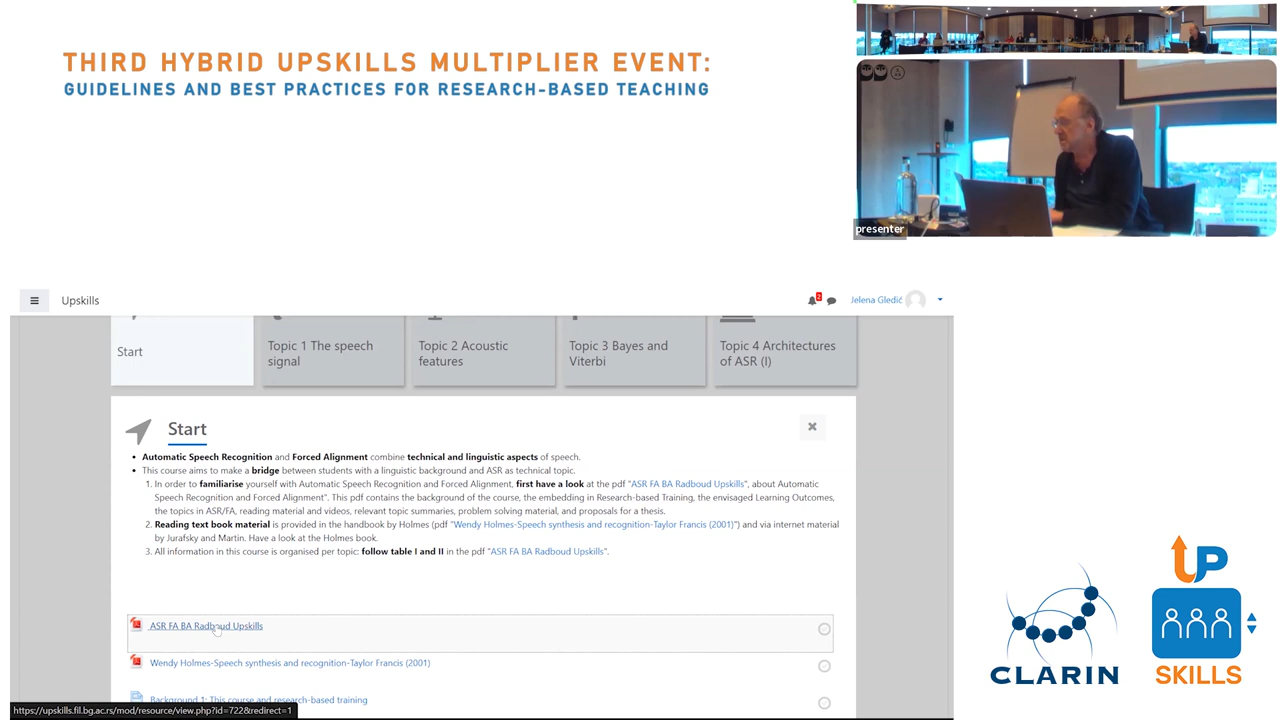 THIRD HYBRID UPSKILLS MULTIPLIER EVENT:
GUIDELINES AND BEST PRACTICES FOR RESEARCH-BASED TEACHING
presenter
Upskills
2
Jelena Gledić
Start
Topic 1 The speech
signal
Topic 2 Acoustic
features
Topic 3 Bayes and
Viterbi
Topic 4 Architectures
of ASR (I)
Start
• Automatic Speech Recognition and Forced Alignment combine technical and linguistic aspects of speech.
• This course aims to make a bridge between students with a linguistic background and ASR as technical topic.
1. In order to familiarise yourself with Automatic Speech Recognition and Forced Alignment, first have a look at the pdf "ASR FA BA Radboud Upskills", about Automatic
Speech Recognition and Forced Alignment". This pdf contains the background of the course, the embedding in Research-based Training, the envisaged Learning Outcomes,
the topics in ASR/FA, reading material and videos, relevant topic summaries, problem solving material, and proposals for a thesis.
2. Reading text book material is provided in the handbook by Holmes (pdf "Wendy Holmes-Speech synthesis and recognition-Taylor Francis (2001)") and via internet material
by Jurafsky and Martin. Have a look at the Holmes book.
3. All information in this course is organised per topic: follow table I and II in the pdf "ASR FA BA Radboud Upskills".
ASR FA BA Radboud Upskills
Wendy Holmes-Speech synthesis and recognition-Taylor Francis (2001)
Background 1: This course and research-based training
https://upskills.fil.bg.ac.rs/mod/resource/view.php?id=722&redirect=1
CLARIN
UP
SKILLS